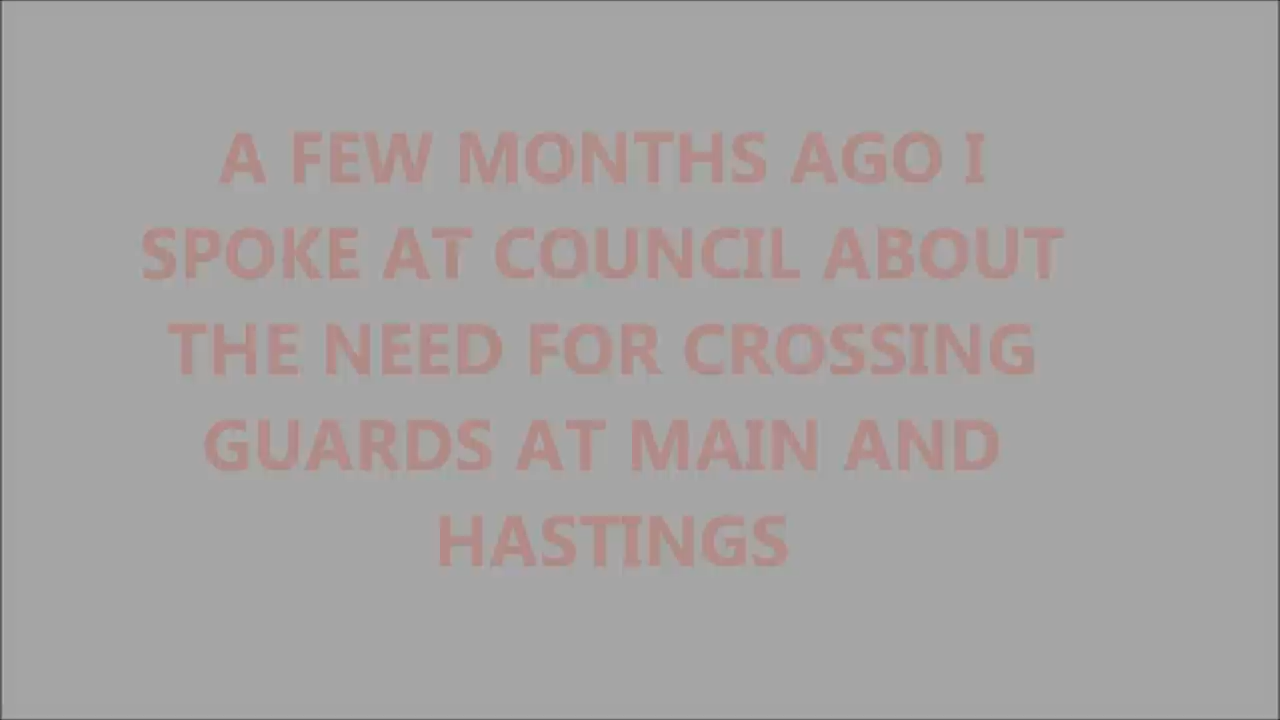 A FEW MONTHS AGO I
SPOKE AT COUNCIL ABOUT
THE NEED FOR CROSSING
GUARDS AT MAIN AND
HASTINGS